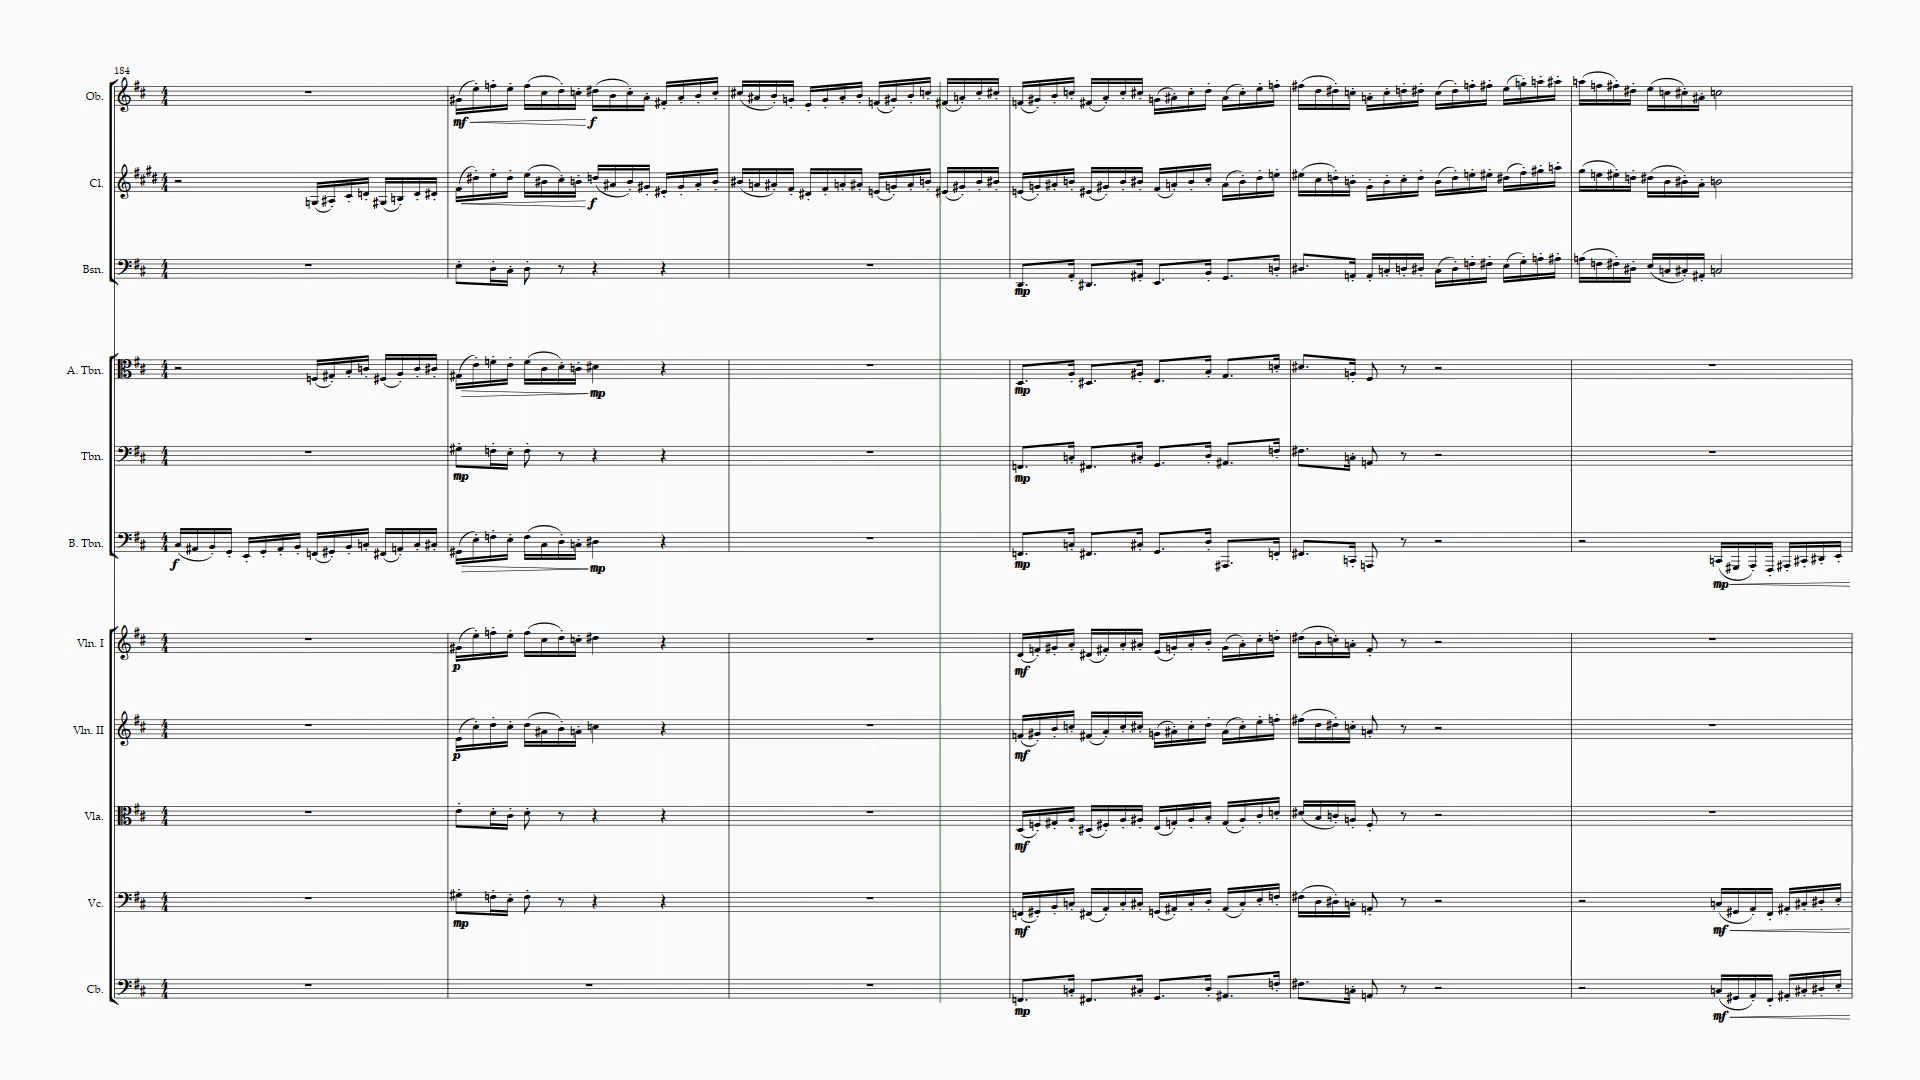 184
Ob.
mf f
Cl.
f
Bsn.
mp
A. Tbn.
mp mp
Tbn.
mp mp
B. Tbn.
f mp mp mp
Vln. I
p mf
Vln. II
p mf
Vla.
mf
Vc.
mp mf mf
Cb.
mp mf